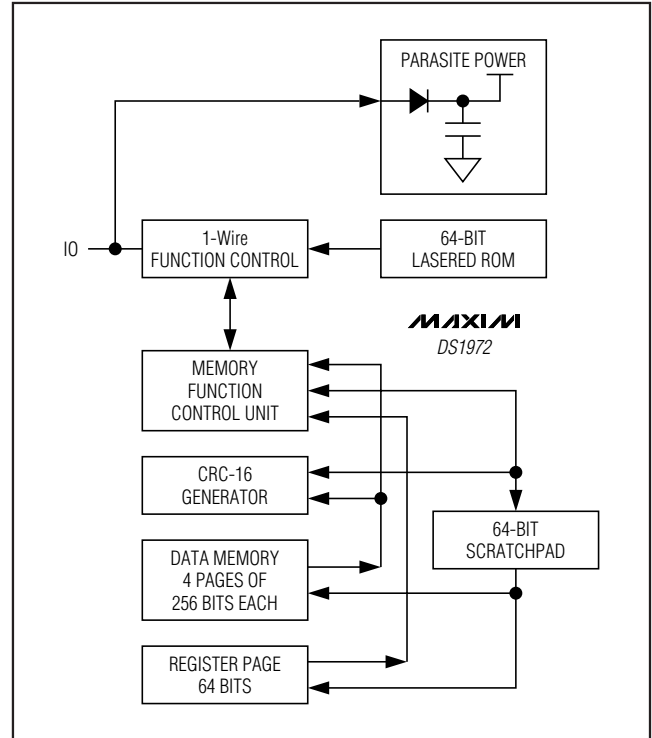 PARASITE POWER
IO
1-Wire
FUNCTION CONTROL
64-BIT
LASERED ROM
MAXIM
DS1972
MEMORY
FUNCTION
CONTROL UNIT
CRC-16
GENERATOR
64-BIT
SCRATCHPAD
DATA MEMORY
4 PAGES OF
256 BITS EACH
REGISTER PAGE
64 BITS